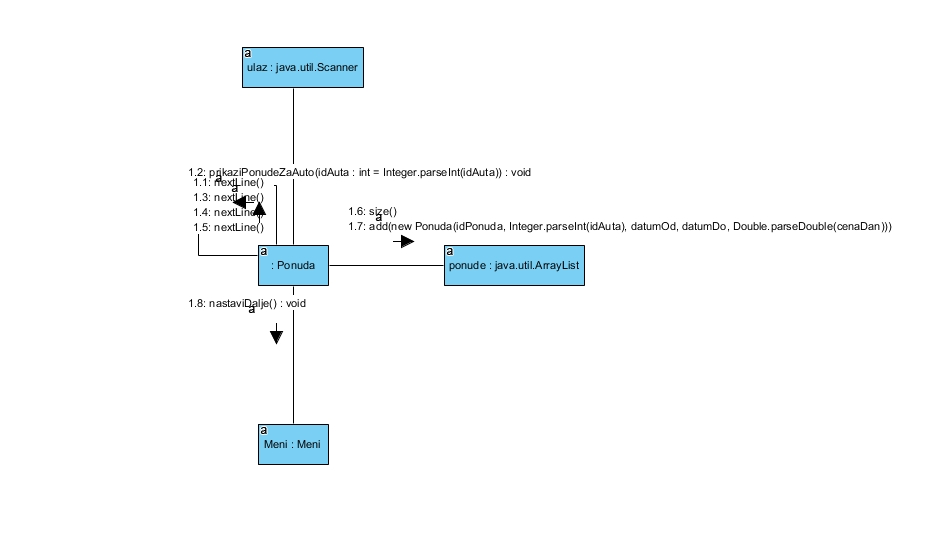 a
ulaz : java.util.Scanner
1.2: prikaziPonudeZaAuto(idAuta : int = Integer.parseInt(idAuta)) : void
a
1.1: nextLine()
a
1.3: nextLine()
1.4: nextLine()
1.5: nextLine()
1.6: size()
a
1.7: add(new Ponuda(idPonuda, Integer.parseInt(idAuta), datumOd, datumDo, Double.parseDouble(cenaDan)))
a
: Ponuda
a
ponude : java.util.ArrayList
1.8: nastaviDalje() : void
a
a
Meni : Meni